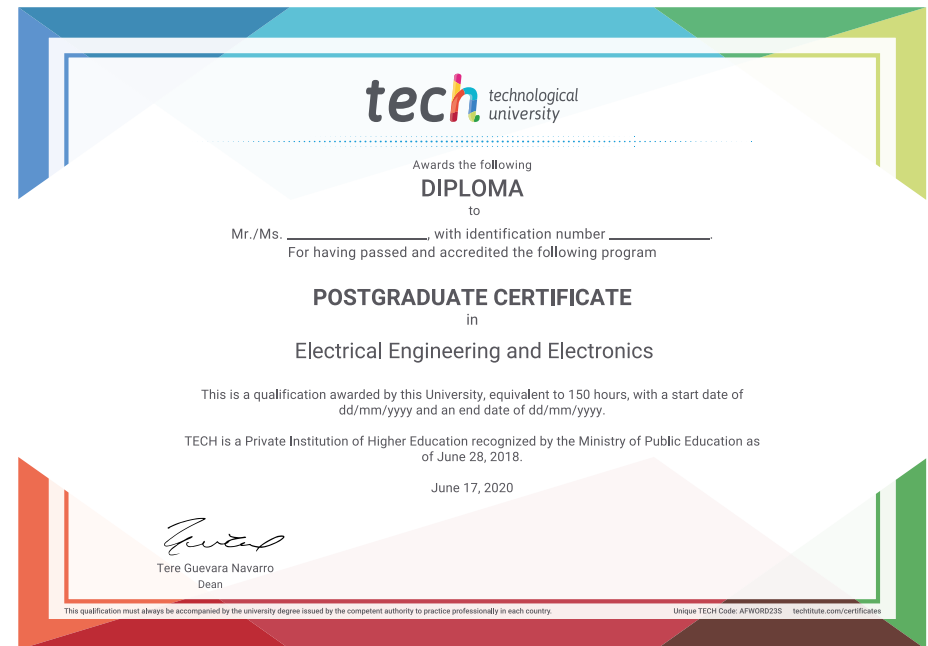 tech technological
university
Awards the following
DIPLOMA
to
Mr./Ms. ____________________, with identification number ______________.
For having passed and accredited the following program
POSTGRADUATE CERTIFICATE
in
Electrical Engineering and Electronics
This is a qualification awarded by this University, equivalent to 150 hours, with a start date of
dd/mm/yyyy and an end date of dd/mm/yyyy.
TECH is a Private Institution of Higher Education recognized by the Ministry of Public Education as
of June 28, 2018.
June 17, 2020
Tere Guevara Navarro
Dean
This qualification must always be accompanied by the university degree issued by the competent authority to practice professionally in each country.
Unique TECH Code: AFWORD23S techtitute.com/certificates